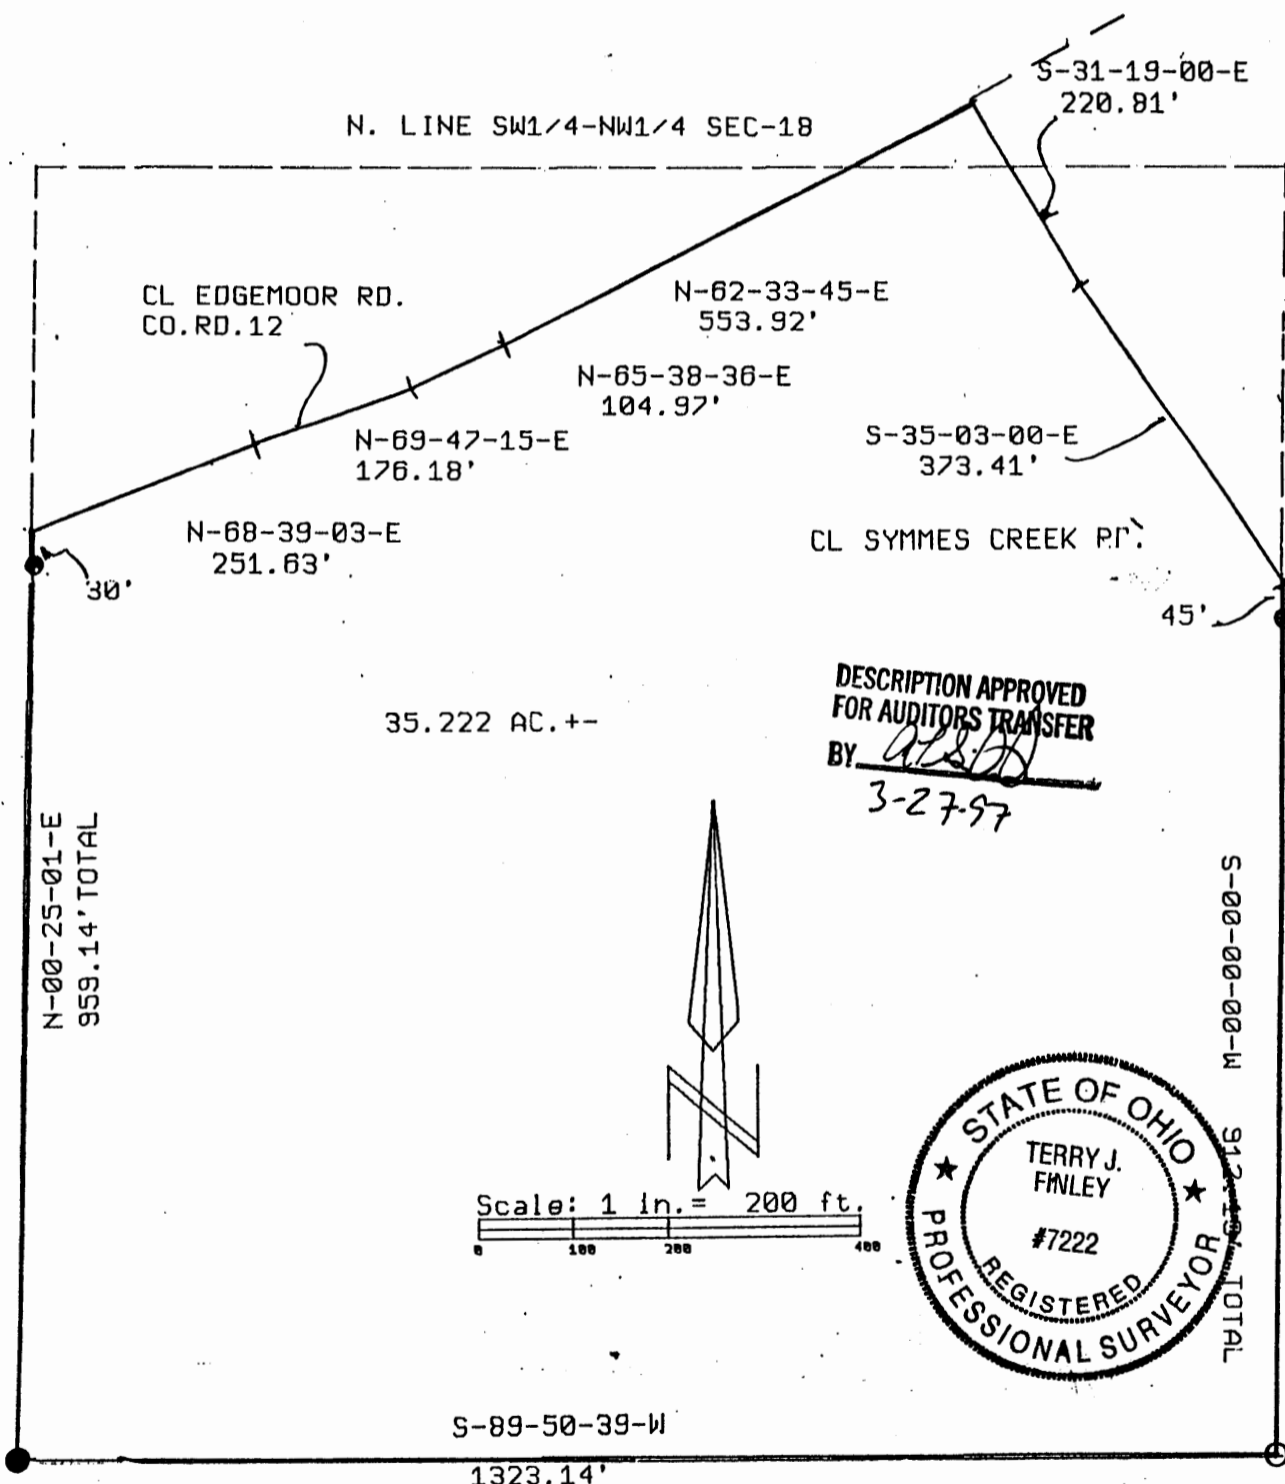 S-31-19-00-E
220.81'
N. LINE SW1/4-NW1/4 SEC-18
CL EDGEMOOR RD.
CO.RD.12
N-62-33-45-E
553.92'
N-65-38-36-E
104.97'
N-69-47-15-E
176.18'
S-35-03-00-E
373.41'
N-68-39-03-E
251.63'
CL SYMMES CREEK
30'
45'
DESCRIPTION APPROVED
FOR AUDITORS TRANSFER
BY
3-27-97
35.222 AC.+-
N-00-25-01-E
959.14' TOTAL
S-00-00-00-W TOTAL
STATE OF OHIO
TERRY J.
FINLEY
#7222
REGISTERED
PROFESSIONAL SURVEYOR
N
Scale: 1 in.= 200 ft.
0 100 200 400
S-89-50-39-W
1323.14'